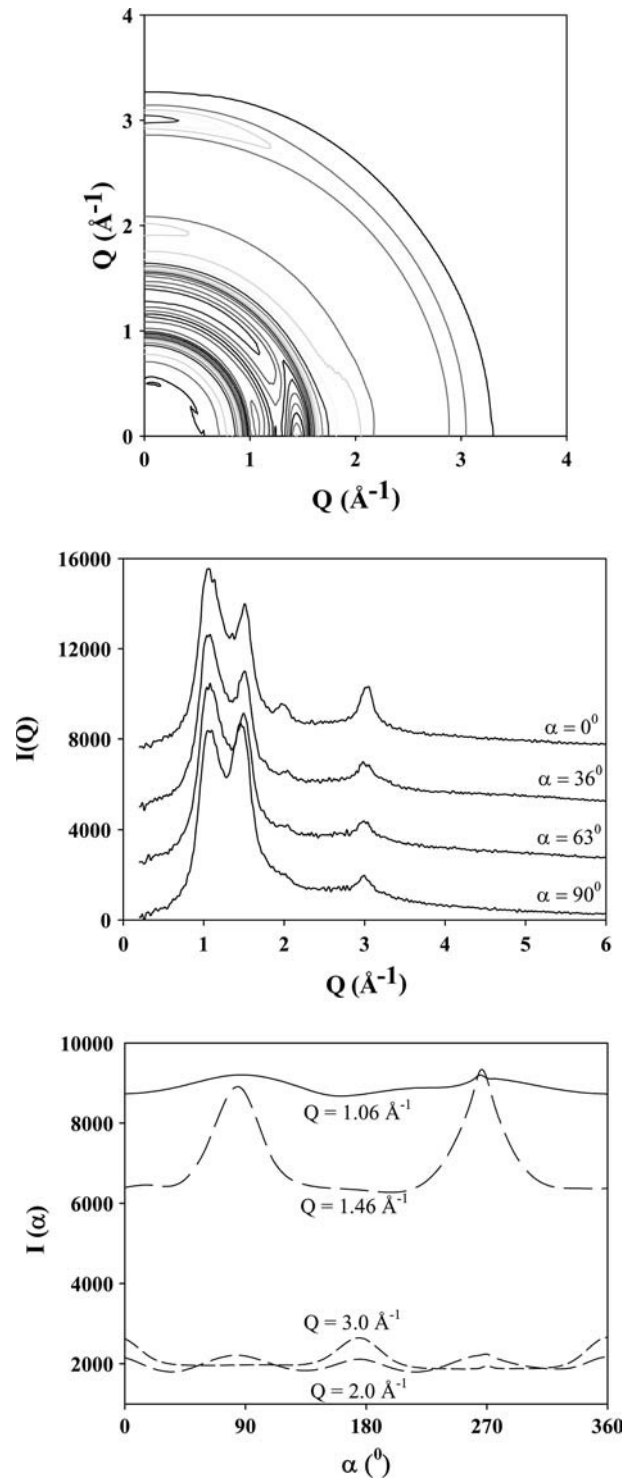 4
3
2
1
0
Q (Å-1)
0 1 2 3 4
Q (Å-1)
16000
12000
8000
4000
0
I(Q)
α = 0⁰
α = 36⁰
α = 63⁰
α = 90⁰
0 1 2 3 4 5 6
Q (Å-1)
10000
8000
6000
4000
2000
I (α)
Q = 1.06 Å-1
Q = 1.46 Å-1
Q = 3.0 Å-1
Q = 2.0 Å-1
0 90 180 270 360
α (⁰)